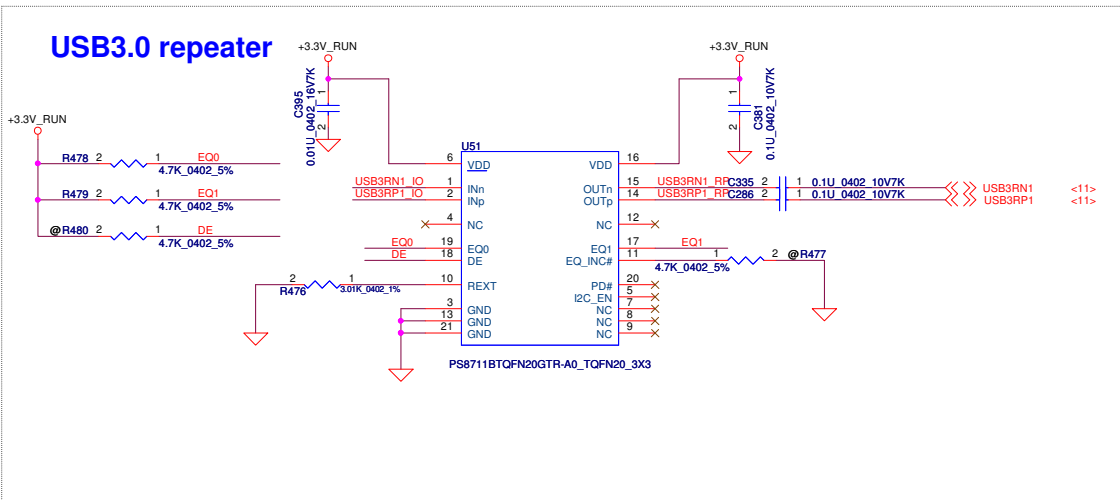 USB3.0 repeater
+3.3V_RUN
+3.3V_RUN
+3.3V_RUN
C395
0.01U_0402_16V7K
1
2
C381
0.1U_0402_10V7K
1
2
R478 2 1 EQ0
4.7K_0402_5%
R479 2 1 EQ1
4.7K_0402_5%
@R480 2 1 DE
4.7K_0402_5%
U51
6 VDD
VDD 16
USB3RN1_IO 1 INn
USB3RP1_IO 2 INp
OUTn 15 USB3RN1_RP C335 2 1 0.1U_0402_10V7K USB3RN1 <11>
OUTp 14 USB3RP1_RP C286 2 1 0.1U_0402_10V7K USB3RP1 <11>
4 NC
NC 12
EQ0 19 EQ0
DE 18 DE
EQ1 17 EQ1
EQ_INC# 11 1 2 @R477
4.7K_0402_5%
2 R476 1 3.01K_0402_1% 10 REXT
PD# 20
I2C_EN 5
NC 7
NC 8
NC 9
3 GND
13 GND
21 GND
PS8711BTQFN20GTR-A0_TQFN20_3X3